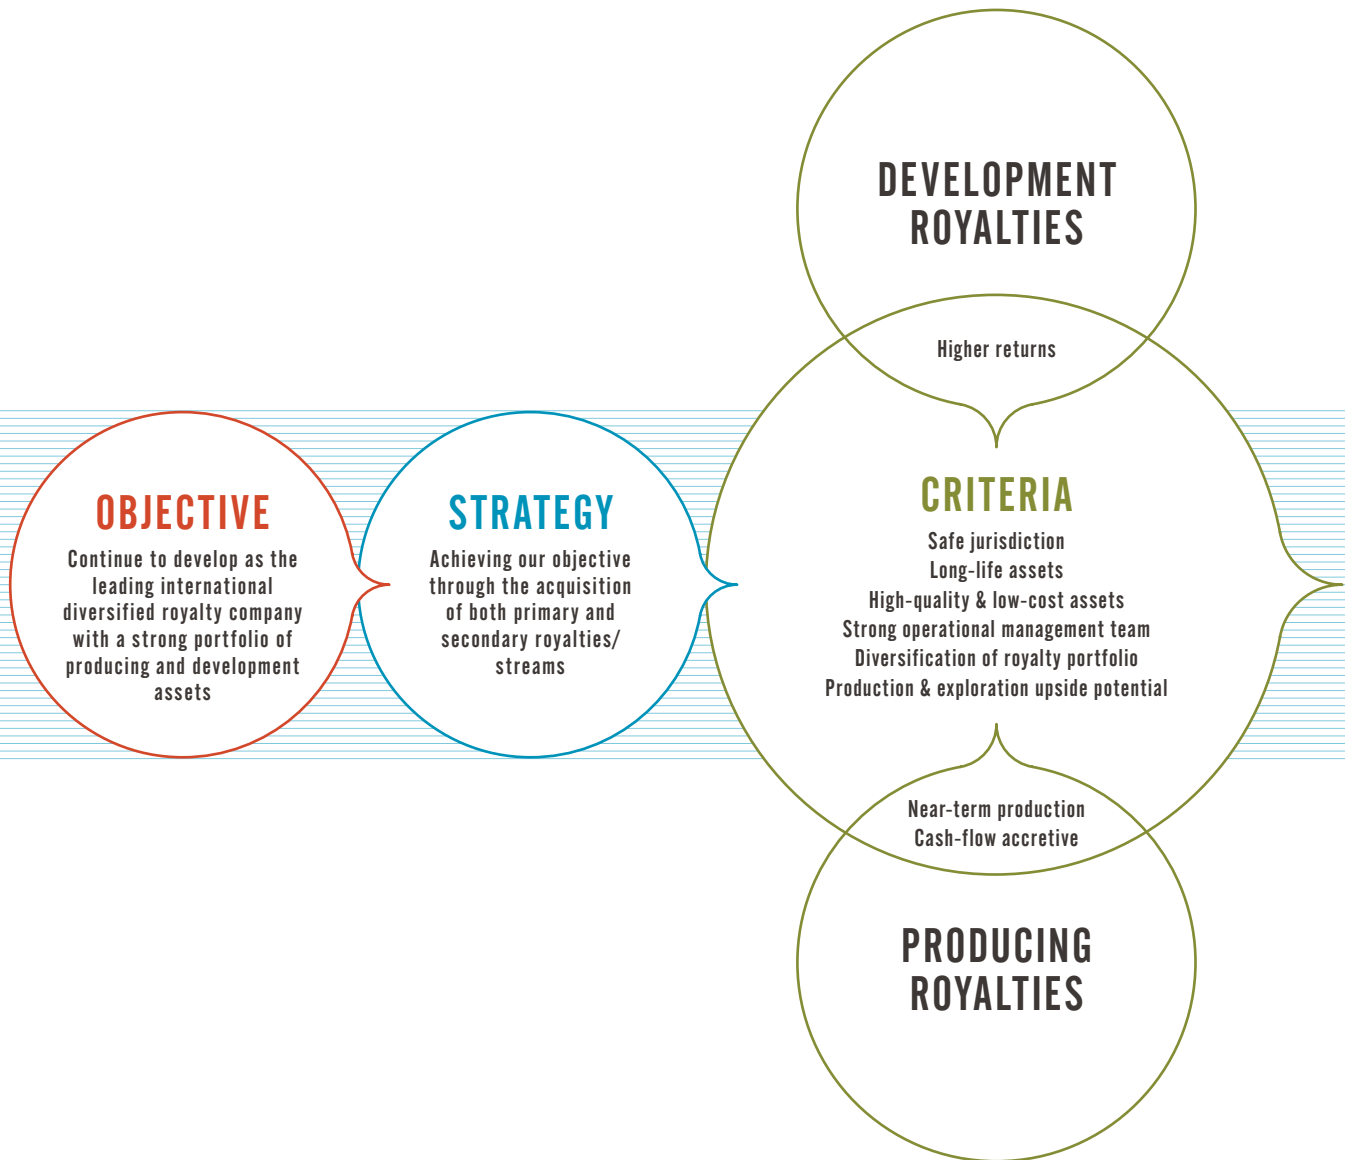 DEVELOPMENT
ROYALTIES
Higher returns
OBJECTIVE
Continue to develop as the
leading international
diversified royalty company
with a strong portfolio of
producing and development
assets
STRATEGY
Achieving our objective
through the acquisition
of both primary and
secondary royalties/
streams
CRITERIA
Safe jurisdiction
Long-life assets
High-quality & low-cost assets
Strong operational management team
Diversification of royalty portfolio
Production & exploration upside potential
Near-term production
Cash-flow accretive
PRODUCING
ROYALTIES